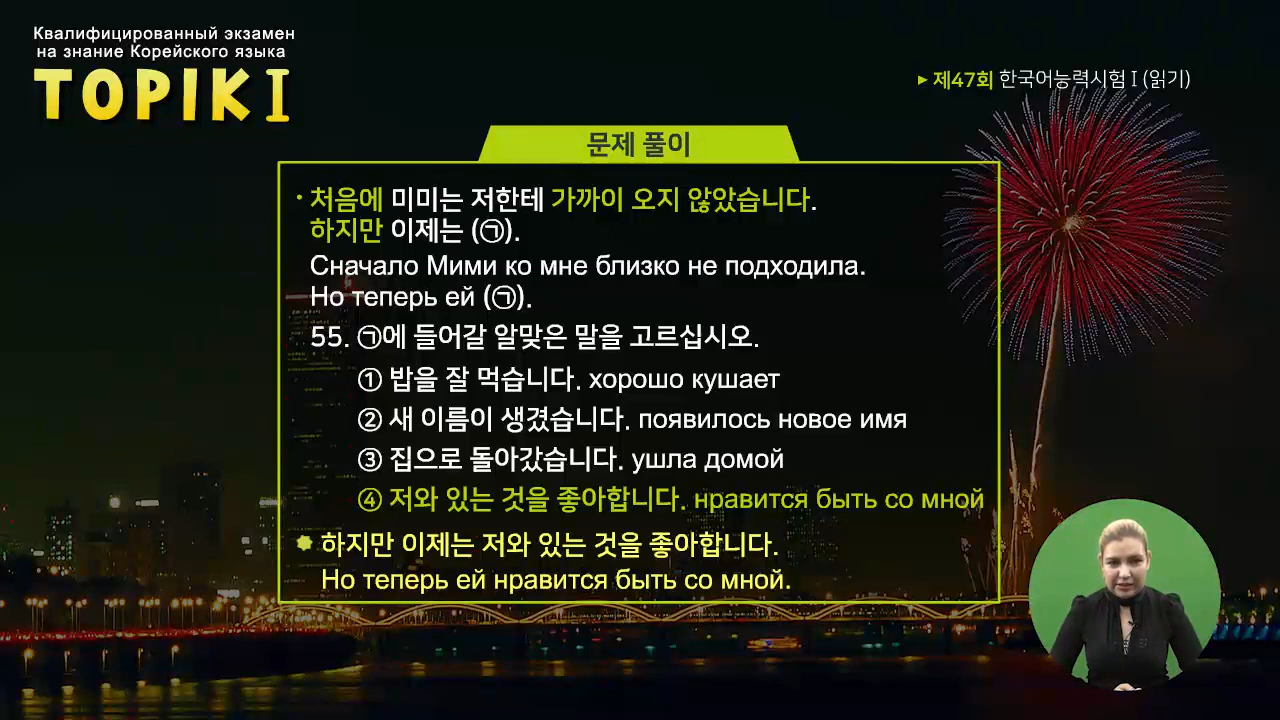 Квалифицированный экзамен
на знание Корейского языка
TOPIK I
▸ 제47회 한국어능력시험 I (읽기)
문제 풀이
· 처음에 미미는 저한테 가까이 오지 않았습니다.
하지만 이제는 (㉠).
Сначало Мими ко мне близко не подходила.
Но теперь ей (㉠).
55. ㉠에 들어갈 알맞은 말을 고르십시오.
① 밥을 잘 먹습니다. хорошо кушает
② 새 이름이 생겼습니다. появилось новое имя
③ 집으로 돌아갔습니다. ушла домой
④ 저와 있는 것을 좋아합니다. нравится быть со мной
하지만 이제는 저와 있는 것을 좋아합니다.
Но теперь ей нравится быть со мной.